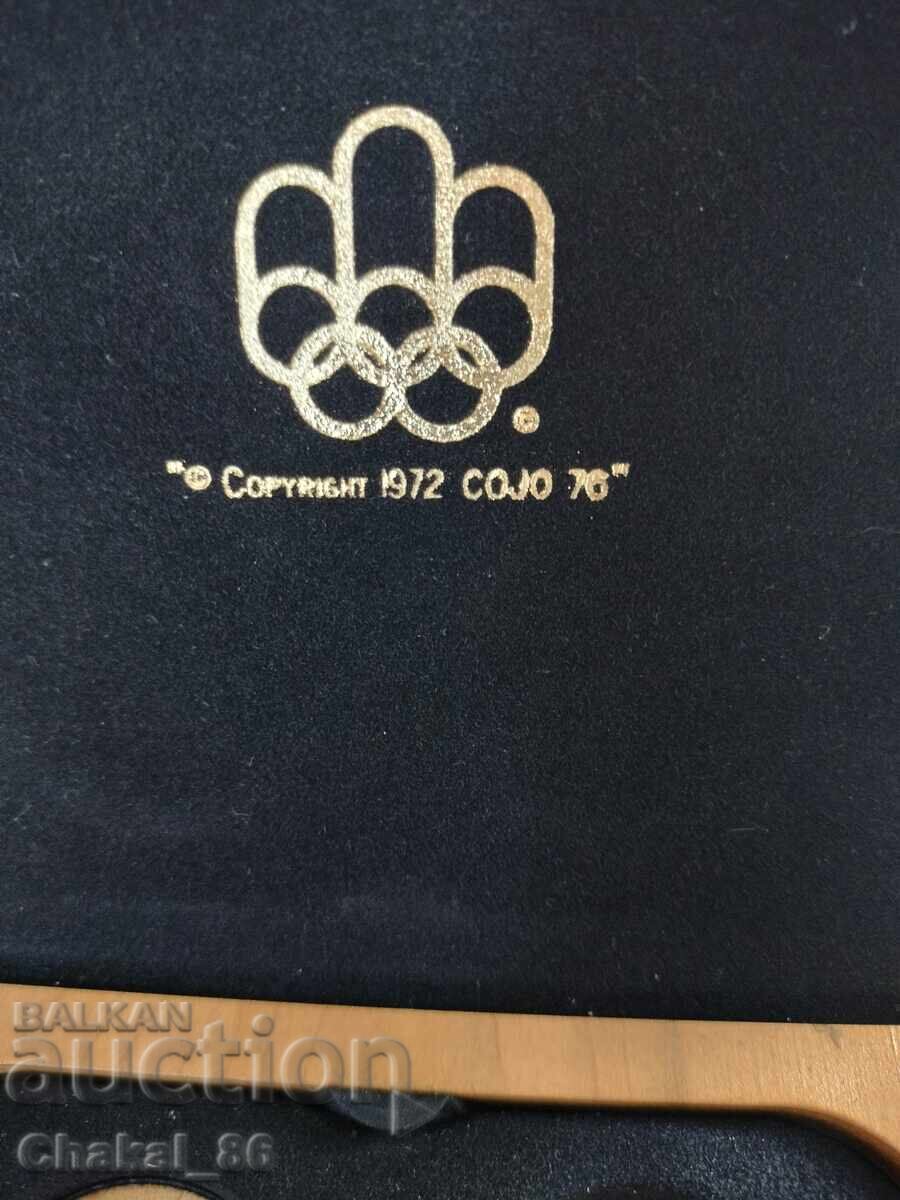 ©
"© COPYRIGHT 1972 COJO 76"
BALKAN
auction
Chakal_86